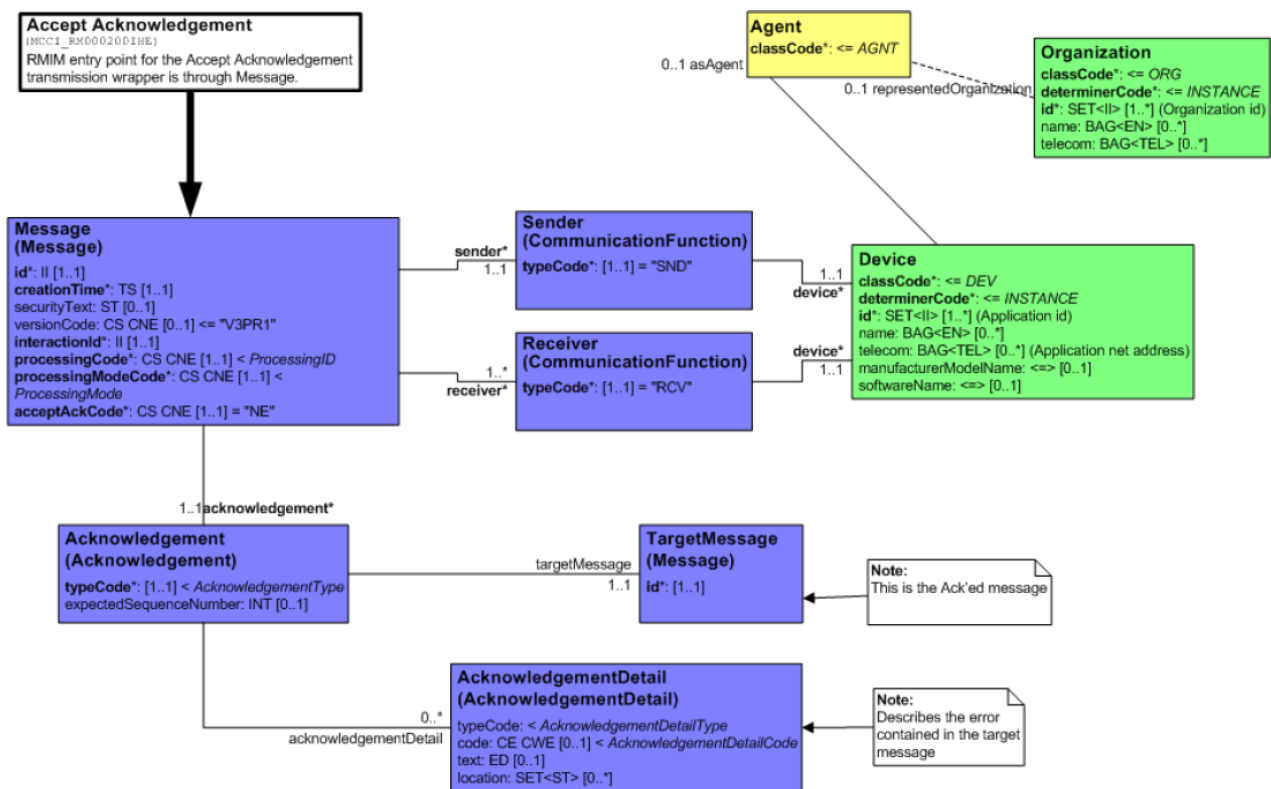 Accept Acknowledgement
(MCCI_RM000200IHE)
RMIM entry point for the Accept Acknowledgement
transmission wrapper is through Message.
Agent
classCode*: <= AGNT
0..1 asAgent
0..1 representedOrganization
Organization
classCode*: <= ORG
determinerCode*: <= INSTANCE
id*: SET<II> [1..*] (Organization id)
name: BAG<EN> [0..*]
telecom: BAG<TEL> [0..*]
Message
(Message)
id*: II [1..1]
creationTime*: TS [1..1]
securityText: ST [0..1]
versionCode: CS CNE [0..1] <= "V3PR1"
interactionId*: II [1..1]
processingCode*: CS CNE [1..1] < ProcessingID
processingModeCode*: CS CNE [1..1] <
ProcessingMode
acceptAckCode*: CS CNE [1..1] = "NE"
sender*
1..1
Sender
(CommunicationFunction)
typeCode*: [1..1] = "SND"
1..1
device*
1..*
receiver*
Receiver
(CommunicationFunction)
typeCode*: [1..1] = "RCV"
device*
1..1
Device
classCode*: <= DEV
determinerCode*: <= INSTANCE
id*: SET<II> [1..*] (Application id)
name: BAG<EN> [0..*]
telecom: BAG<TEL> [0..*] (Application net address)
manufacturerModelName: <=> [0..1]
softwareName: <=> [0..1]
1..1acknowledgement*
Acknowledgement
(Acknowledgement)
typeCode*: [1..1] < AcknowledgementType
expectedSequenceNumber: INT [0..1]
targetMessage
1..1
TargetMessage
(Message)
id*: [1..1]
Note:
This is the Ack'ed message
0..*
acknowledgementDetail
AcknowledgementDetail
(AcknowledgementDetail)
typeCode: < AcknowledgementDetailType
code: CE CWE [0..1] < AcknowledgementDetailCode
text: ED [0..1]
location: SET<ST> [0..*]
Note:
Describes the error
contained in the target
message